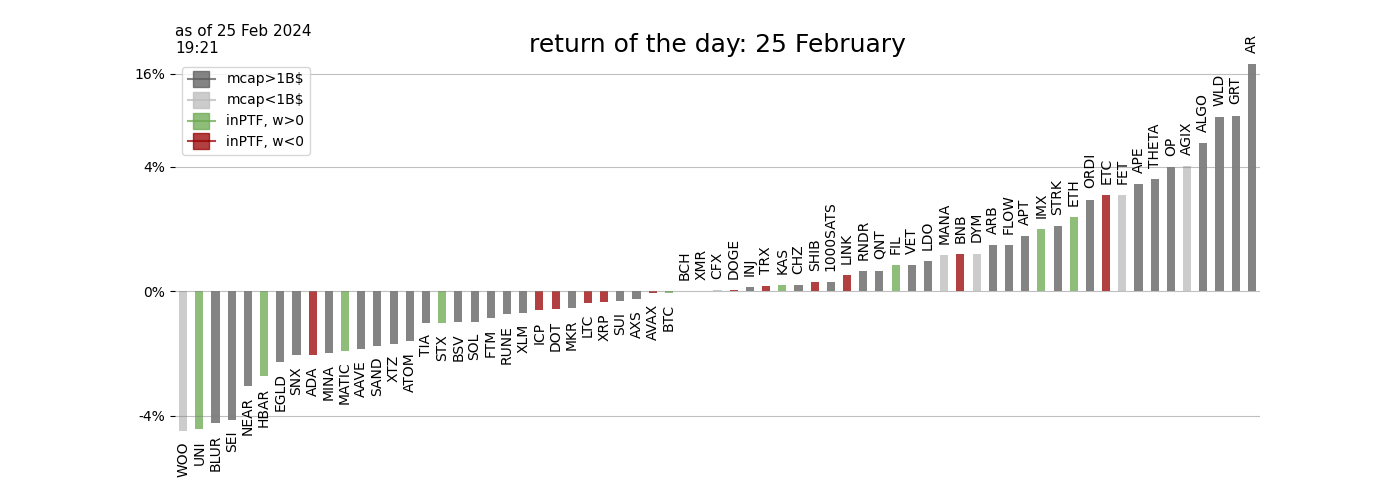 as of 25 Feb 2024
19:21
return of the day: 25 February
16%
4%
0%
-4%
mcap>1B$
mcap<1B$
inPTF, w>0
inPTF, w<0
WOO
UNI
BLUR
SEI
NEAR
HBAR
EGLD
SNX
ADA
MINA
MATIC
AAVE
SAND
XTZ
ATOM
TIA
STX
BSV
SOL
FTM
RUNE
XLM
ICP
DOT
MKR
LTC
XRP
SUI
AXS
AVAX
BTC
BCH
XMR
CFX
DOGE
INJ
TRX
KAS
CHZ
SHIB
1000SATS
LINK
RNDR
QNT
FIL
VET
LDO
MANA
BNB
DYM
ARB
FLOW
APT
IMX
STRK
ETH
ORDI
ETC
FET
APE
THETA
OP
AGIX
ALGO
WLD
GRT
AR